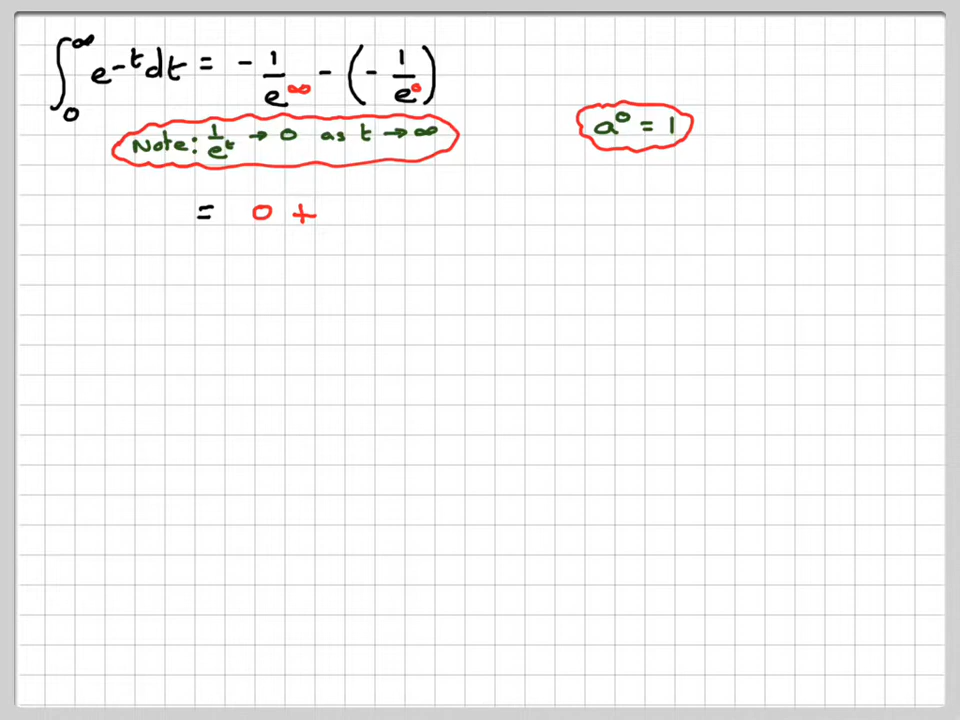 ∫₀^∞ e^{-t} dt = - 1/e^∞ - (- 1/e^0)
Note: 1/e^t → 0 as t → ∞
a^0 = 1
= 0 +